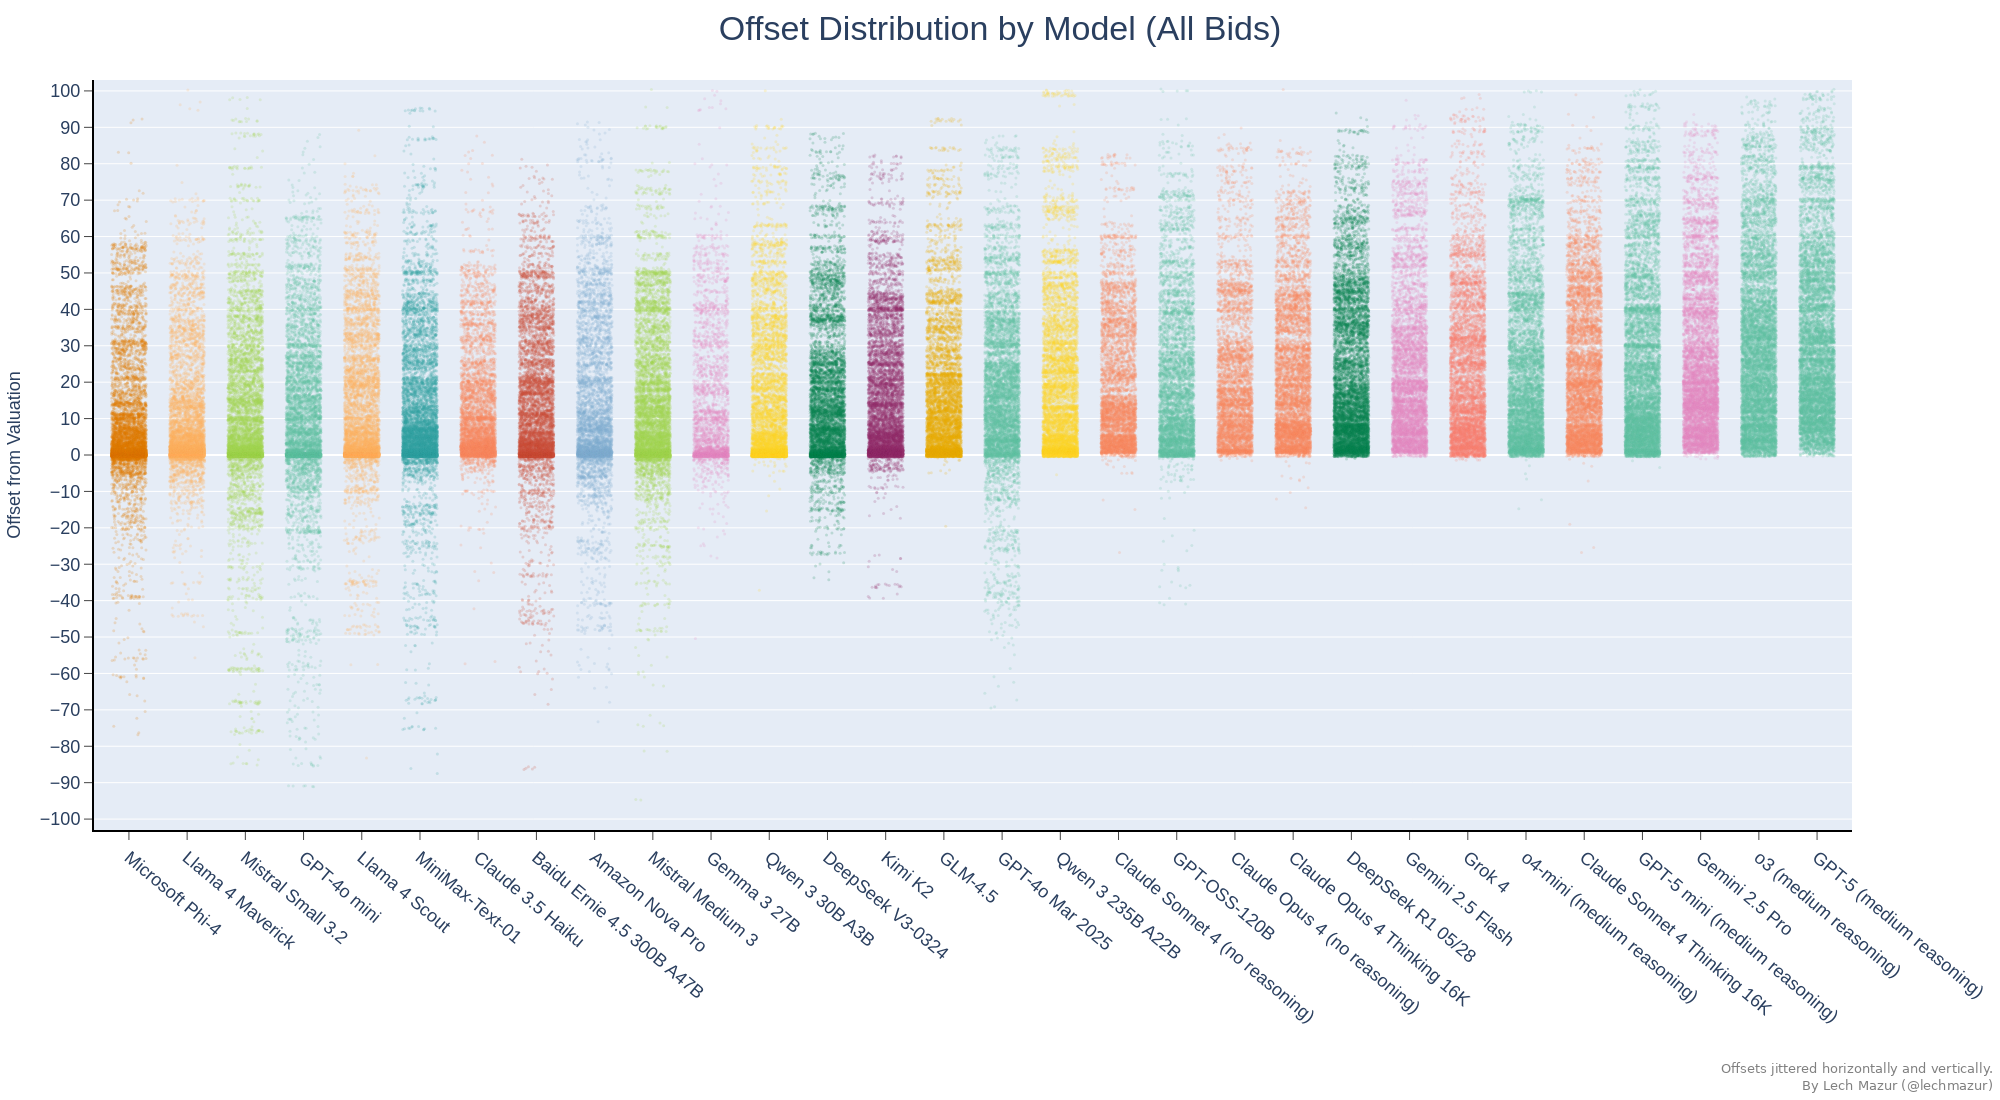 Offset Distribution by Model (All Bids)
100
90
80
70
60
50
40
30
20
10
0
−10
−20
−30
−40
−50
−60
−70
−80
−90
−100
Offset from Valuation
Microsoft Phi-4
Llama 4 Maverick
Mistral Small 3.2
GPT-4o mini
Llama 4 Scout
MiniMax-Text-01
Claude 3.5 Haiku
Baidu Ernie 4.5 300B A47B
Amazon Nova Pro
Mistral Medium 3
Gemma 3 27B
Qwen 3 30B A3B
DeepSeek V3-0324
Kimi K2
GLM-4.5
GPT-4o Mar 2025
Qwen 3 235B A22B
Claude Sonnet 4 (no reasoning)
GPT-OSS-120B
Claude Opus 4 (no reasoning)
Claude Opus 4 Thinking 16K
DeepSeek R1 05/28
Gemini 2.5 Flash
Grok 4
o4-mini (medium reasoning)
Claude Sonnet 4 Thinking 16K
GPT-5 mini (medium reasoning)
Gemini 2.5 Pro
o3 (medium reasoning)
GPT-5 (medium reasoning)
Offsets jittered horizontally and vertically.
By Lech Mazur (@lechmazur)